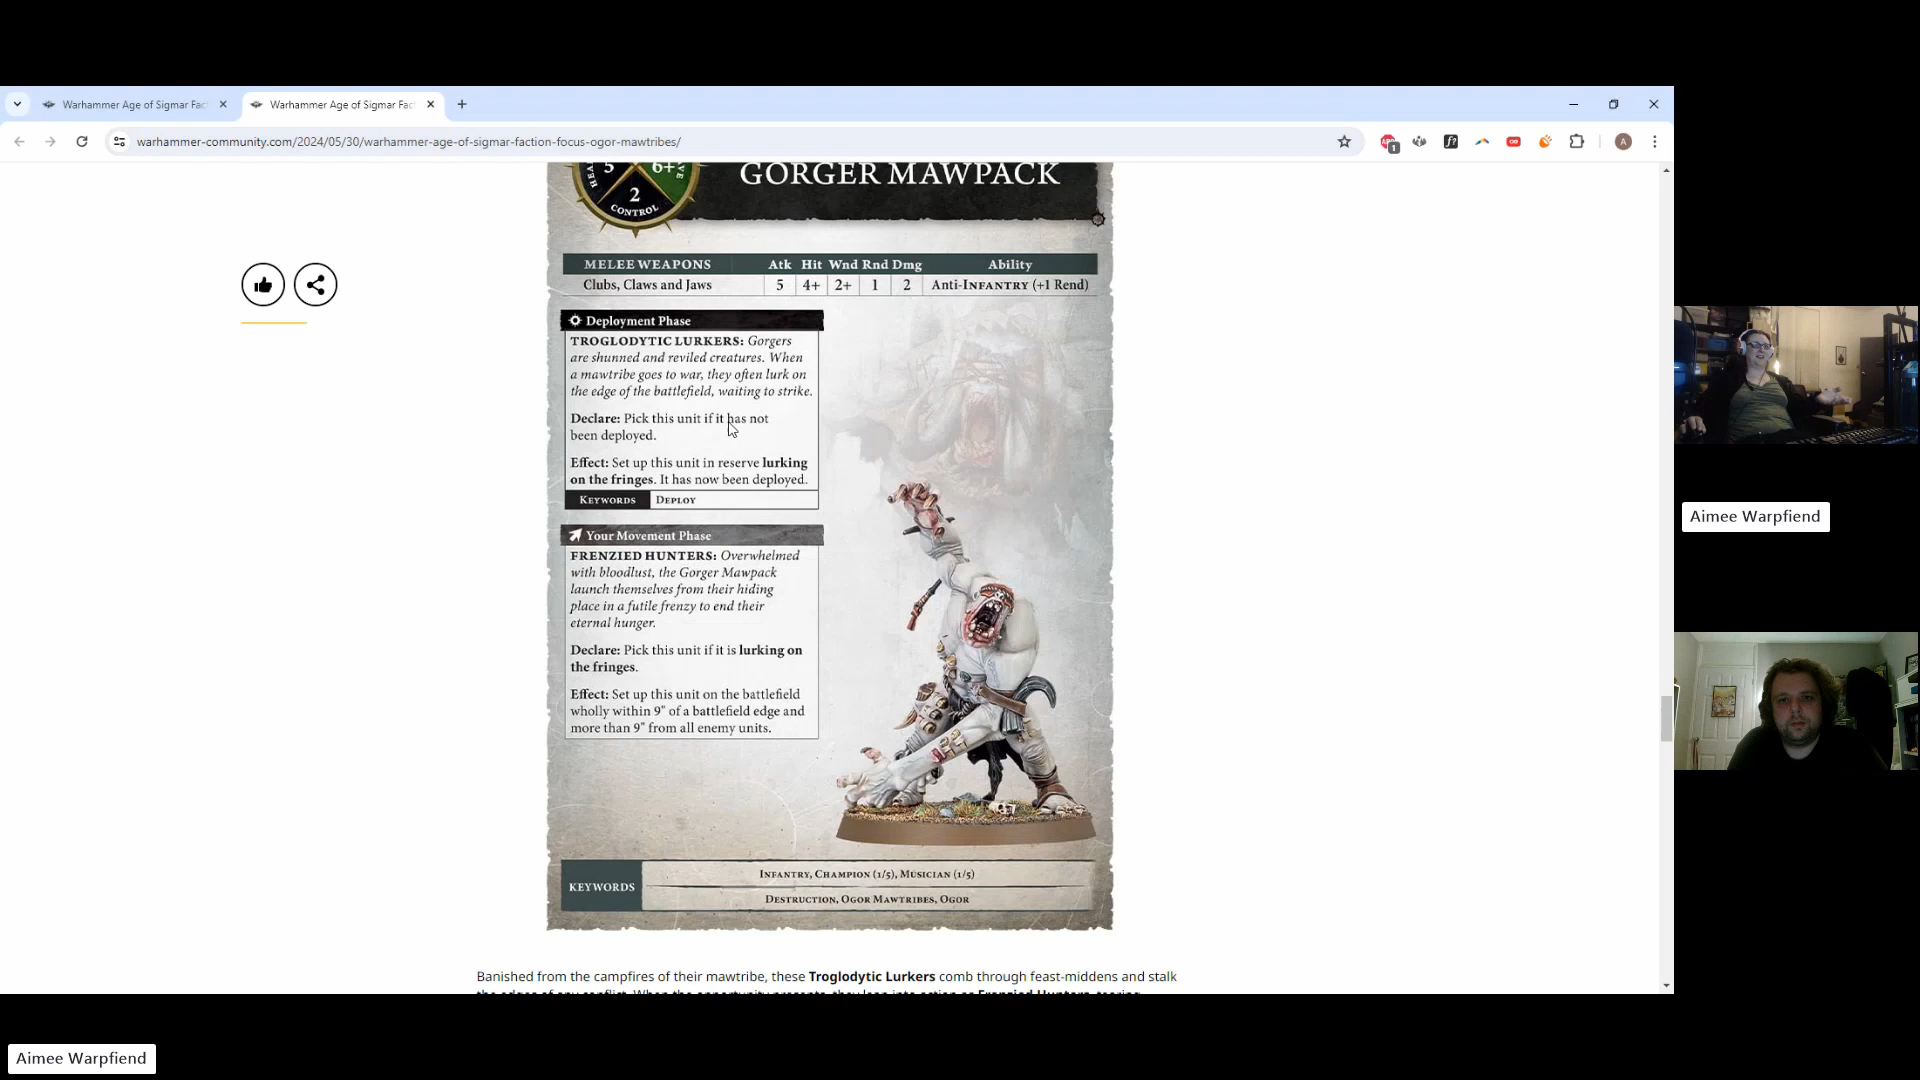 Warhammer Age of Sigmar Fac
Warhammer Age of Sigmar Fac
warhammer-community.com/2024/05/30/warhammer-age-of-sigmar-faction-focus-ogor-mawtribes/
1
A
5
6+
2
CONTROL
GORGER MAWPACK
MELEE WEAPONS Atk Hit Wnd Rnd Dmg Ability
Clubs, Claws and Jaws 5 4+ 2+ 1 2 Anti-INFANTRY (+1 Rend)
Deployment Phase
TROGLODYTIC LURKERS: Gorgers
are shunned and reviled creatures. When
a mawtribe goes to war, they often lurk on
the edge of the battlefield, waiting to strike.
Declare: Pick this unit if it has not
been deployed.
Effect: Set up this unit in reserve lurking
on the fringes. It has now been deployed.
KEYWORDS DEPLOY
Your Movement Phase
FRENZIED HUNTERS: Overwhelmed
with bloodlust, the Gorger Mawpack
launch themselves from their hiding
place in a futile frenzy to end their
eternal hunger.
Declare: Pick this unit if it is lurking on
the fringes.
Effect: Set up this unit on the battlefield
wholly within 9" of a battlefield edge and
more than 9" from all enemy units.
KEYWORDS
INFANTRY, CHAMPION (1/5), MUSICIAN (1/5)
DESTRUCTION, OGOR MAWTRIBES, OGOR
Banished from the campfires of their mawtribe, these Troglodytic Lurkers comb through feast-middens and stalk
Aimee Warpfiend
Aimee Warpfiend